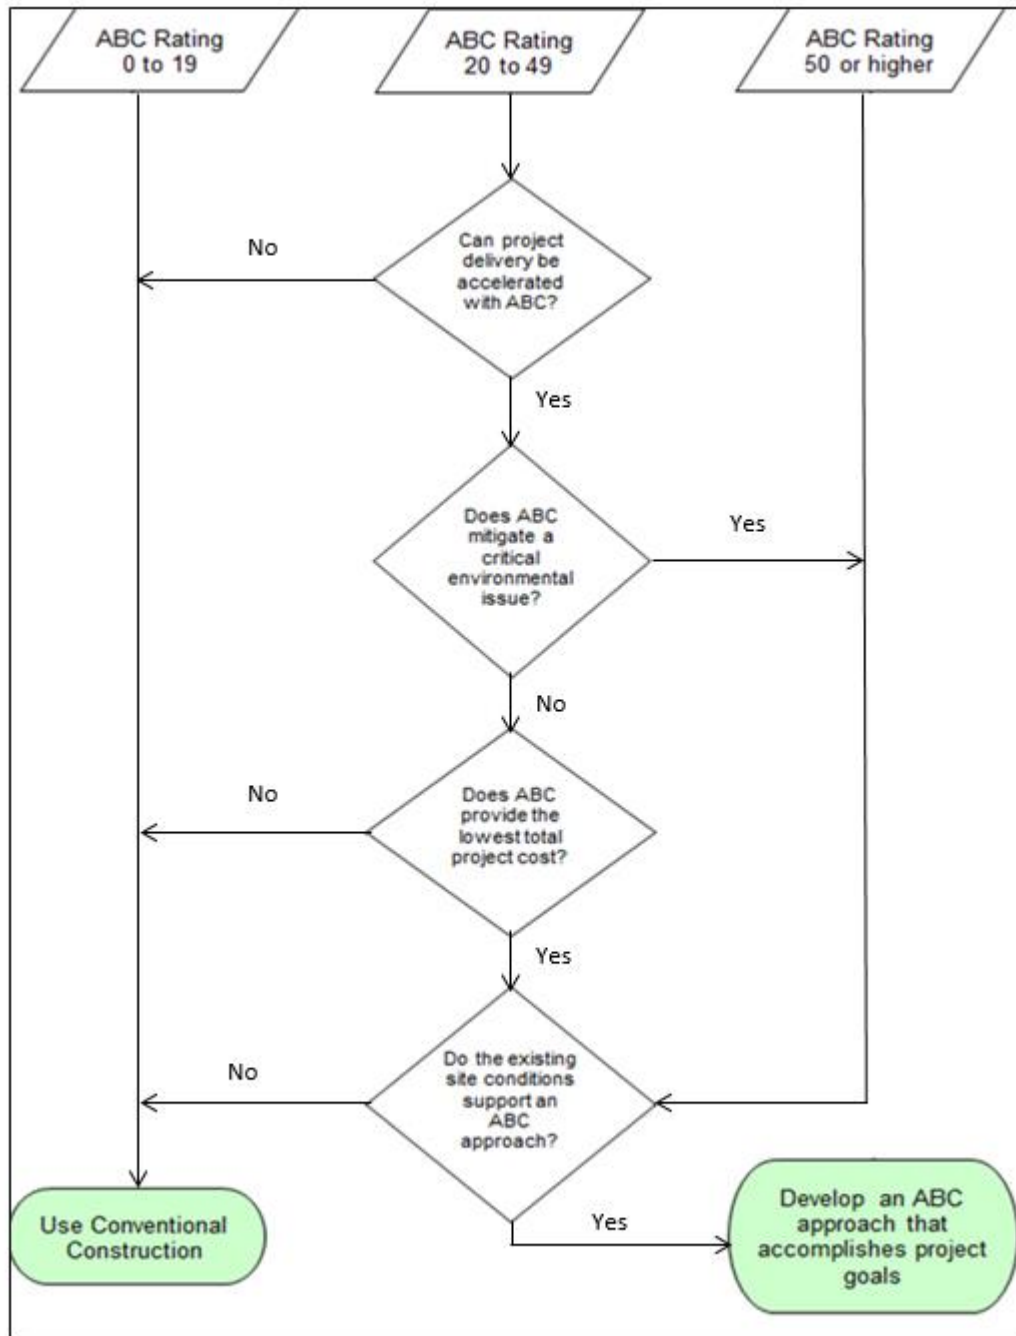 ABC Rating
0 to 19
ABC Rating
20 to 49
ABC Rating
50 or higher
Can project
delivery be
accelerated
with ABC?
No
Yes
Does ABC
mitigate a
critical
environmental
issue?
Yes
No
Does ABC
provide the
lowest total
project cost?
No
Yes
Do the existing
site conditions
support an
ABC
approach?
No
Yes
Use Conventional
Construction
Develop an ABC
approach that
accomplishes project
goals